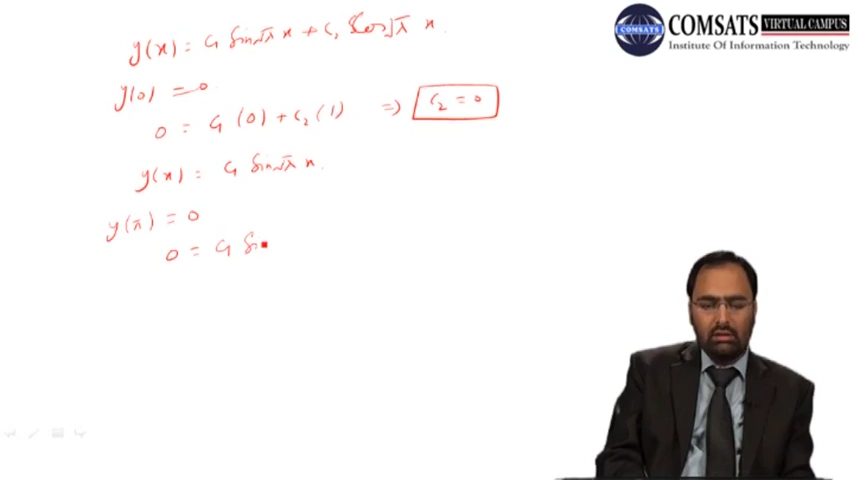 COMSATS VIRTUAL CAMPUS
Institute Of Information Technology
COMSATS
y(x) = C₁ Sin√λ x + C₂ Cos√λ x.
y(0) = 0
0 = C₁ (0) + C₂ (1) ⇒ C₂ = 0
y(x) = C₁ Sin√λ x.
y(π) = 0
0 = C₁ Si